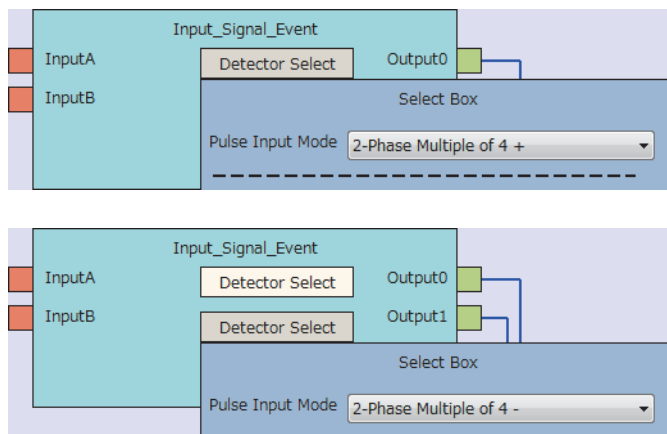 Input_Signal_Event
InputA Detector Select Output0
InputB Select Box
Pulse Input Mode 2-Phase Multiple of 4 +
Input_Signal_Event
InputA Detector Select Output0
InputB Detector Select Output1
Select Box
Pulse Input Mode 2-Phase Multiple of 4 -